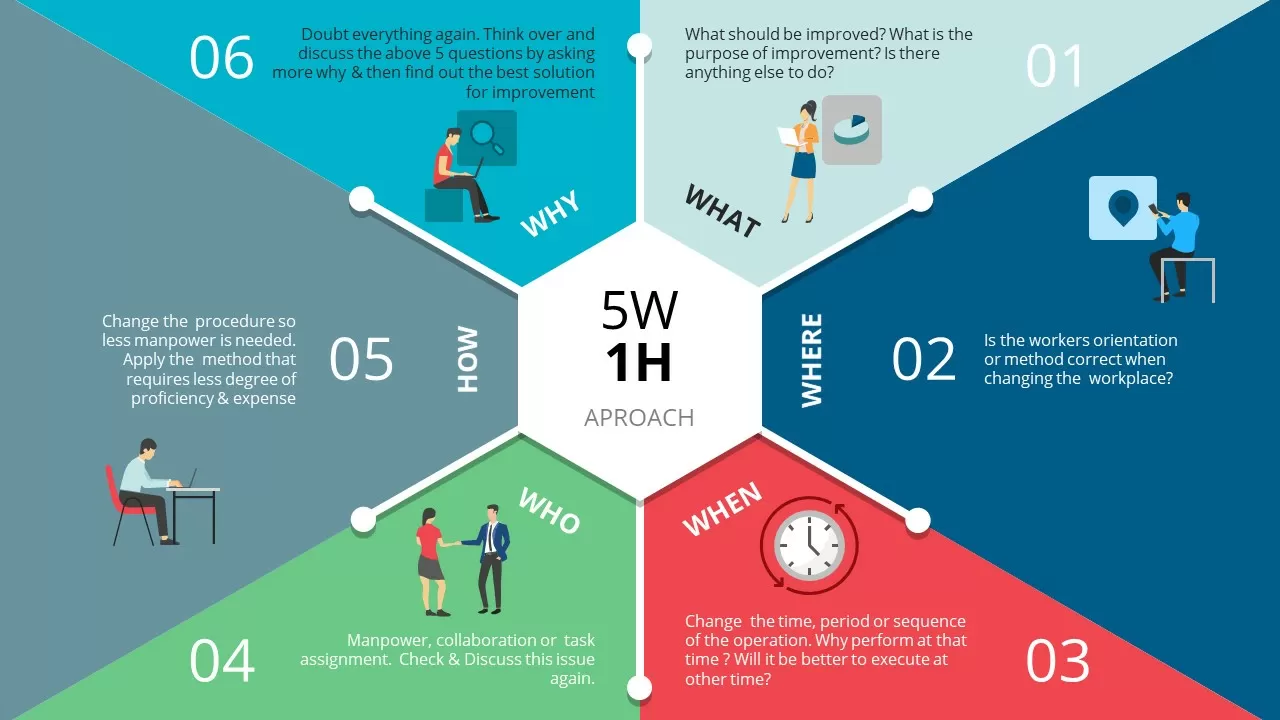 5W
1H
APROACH
01
WHAT
What should be improved? What is the
purpose of improvement? Is there
anything else to do?
02
WHERE
Is the workers orientation
or method correct when
changing the workplace?
03
WHEN
Change the time, period or sequence
of the operation. Why perform at that
time ? Will it be better to execute at
other time?
04
WHO
Manpower, collaboration or task
assignment. Check & Discuss this issue
again.
05
HOW
Change the procedure so
less manpower is needed.
Apply the method that
requires less degree of
proficiency & expense
06
WHY
Doubt everything again. Think over and
discuss the above 5 questions by asking
more why & then find out the best solution
for improvement